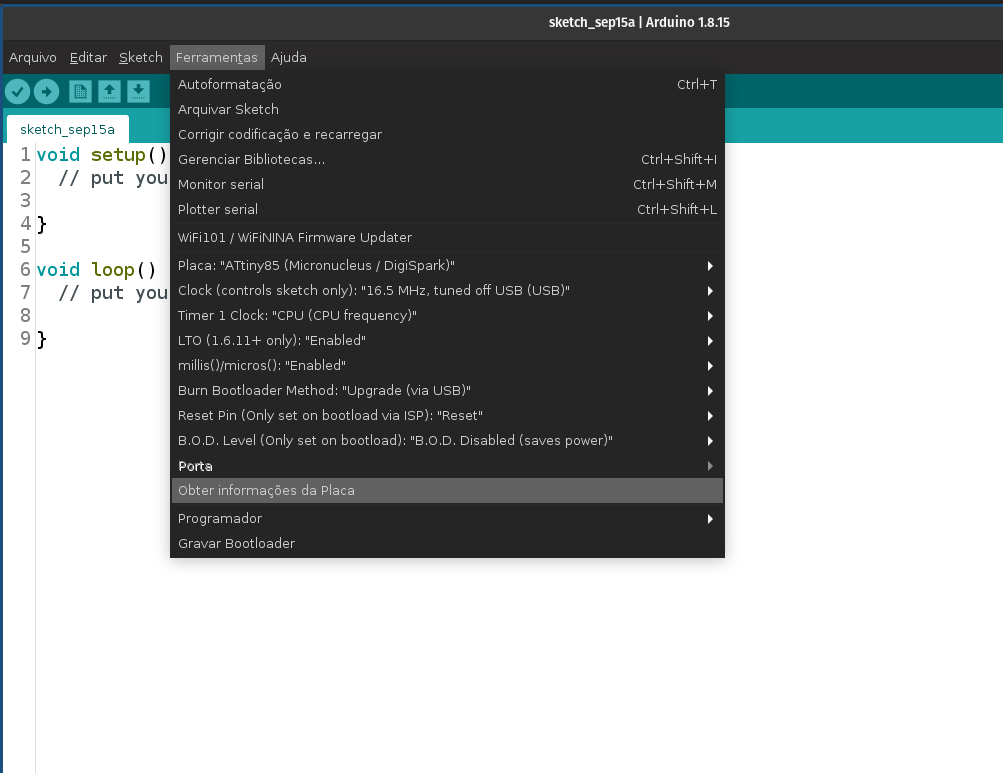 sketch_sep15a | Arduino 1.8.15
Arquivo Editar Sketch Ferramentas Ajuda
Autoformatação Ctrl+T
Arquivar Sketch
Corrigir codificação e recarregar
Gerenciar Bibliotecas... Ctrl+Shift+I
Monitor serial Ctrl+Shift+M
Plotter serial Ctrl+Shift+L
WiFi101 / WiFiNINA Firmware Updater
Placa: "ATtiny85 (Micronucleus / DigiSpark)"
Clock (controls sketch only): "16.5 MHz, tuned off USB (USB)"
Timer 1 Clock: "CPU (CPU frequency)"
LTO (1.6.11+ only): "Enabled"
millis()/micros(): "Enabled"
Burn Bootloader Method: "Upgrade (via USB)"
Reset Pin (Only set on bootload via ISP): "Reset"
B.O.D. Level (Only set on bootload): "B.O.D. Disabled (saves power)"
Porta
Obter informações da Placa
Programador
Gravar Bootloader
sketch_sep15a
1 void setup()
2 // put you
3
4 }
5
6 void loop()
7 // put you
8
9 }